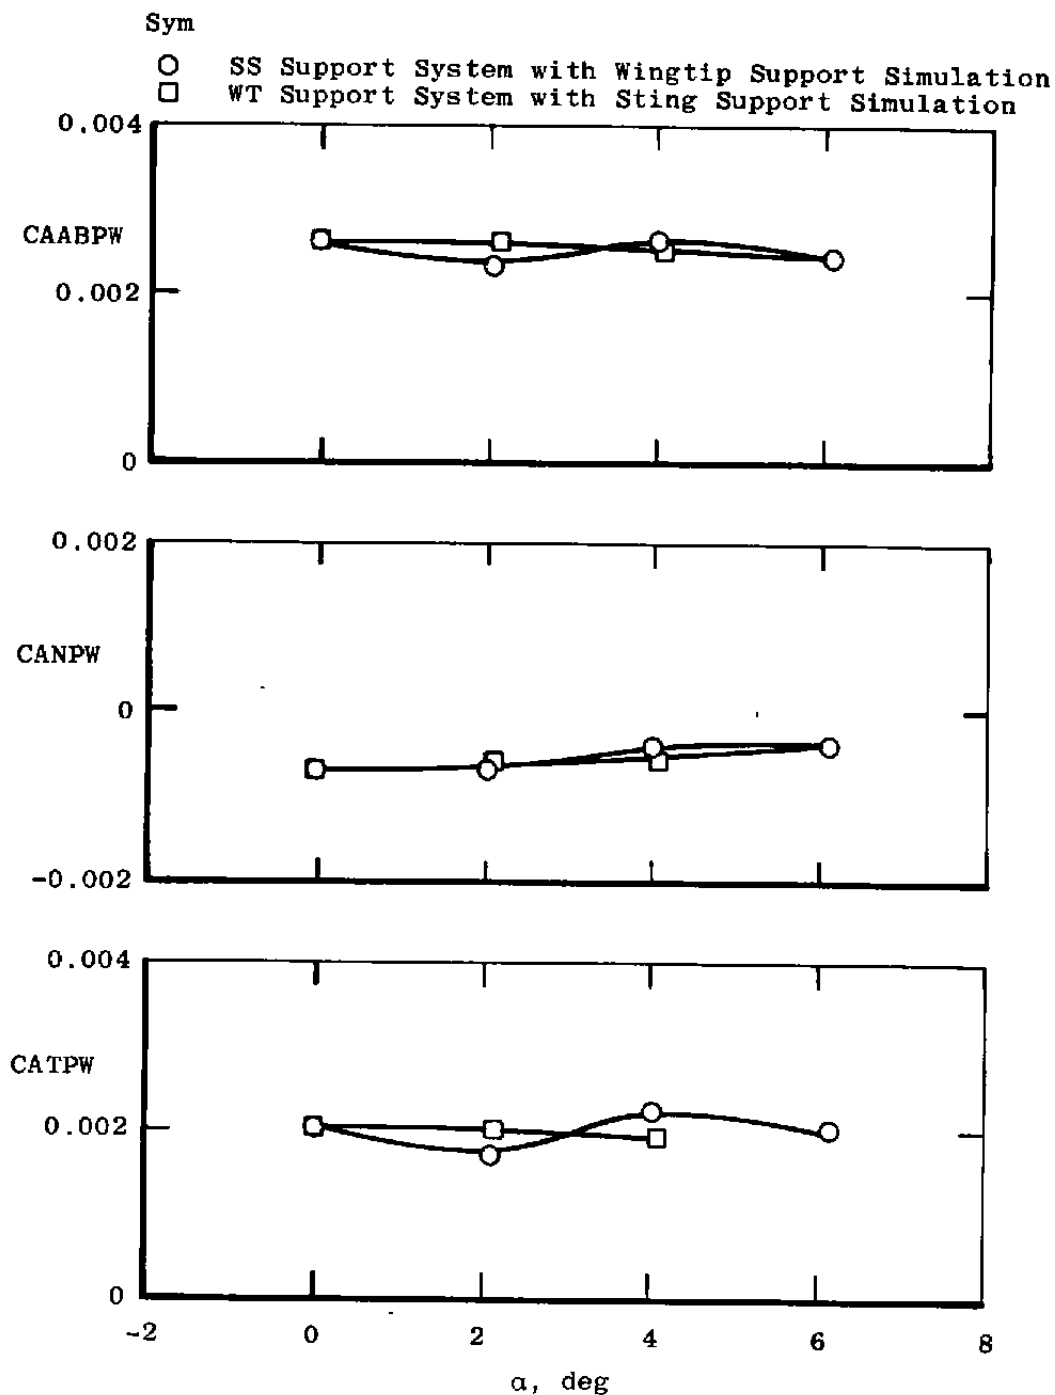 Sym
SS Support System with Wingtip Support Simulation
WT Support System with Sting Support Simulation
0.004
CAABPW
0.002
0
0.002
CANPW
0
-0.002
0.004
CATPW
0.002
0
-2 0 2 4 6 8
α, deg